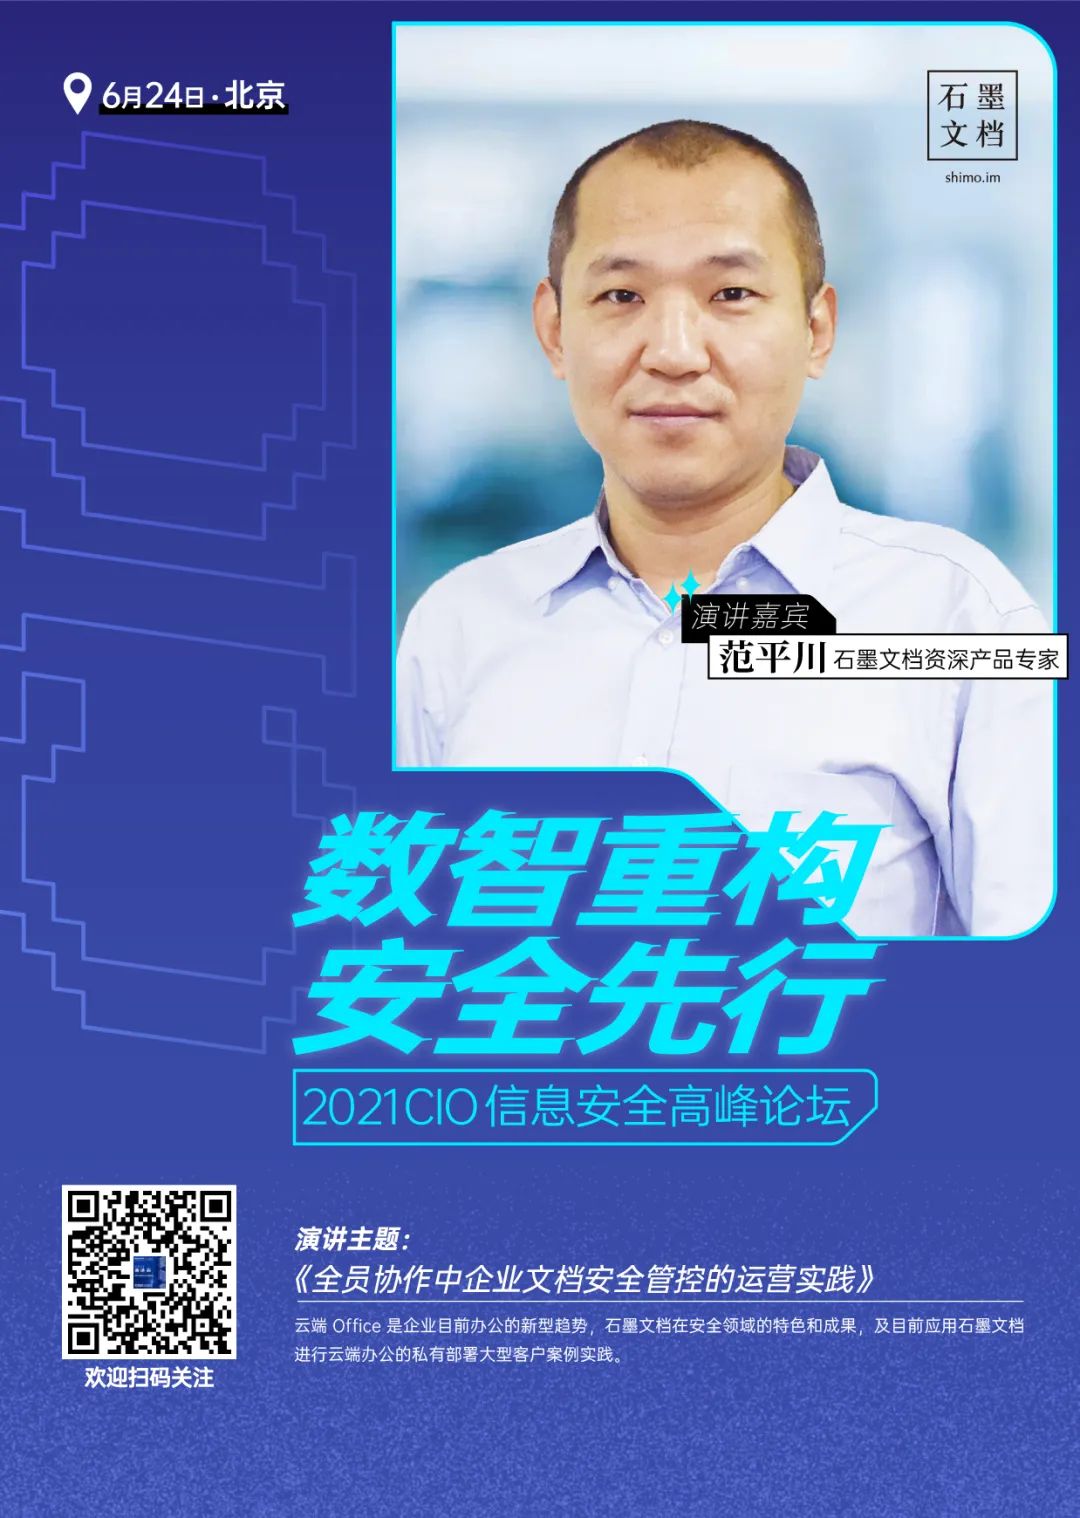 6月24日·北京
石墨
文档
shimo.im
演讲嘉宾
范平川 石墨文档资深产品专家
数智重构
安全先行
2021CIO信息安全高峰论坛
演讲主题：
《全员协作中企业文档安全管控的运营实践》
云端 Office 是企业目前办公的新型趋势，石墨文档在安全领域的特色和成果，及目前应用石墨文档
进行云端办公的私有部署大型客户案例实践。
欢迎扫码关注